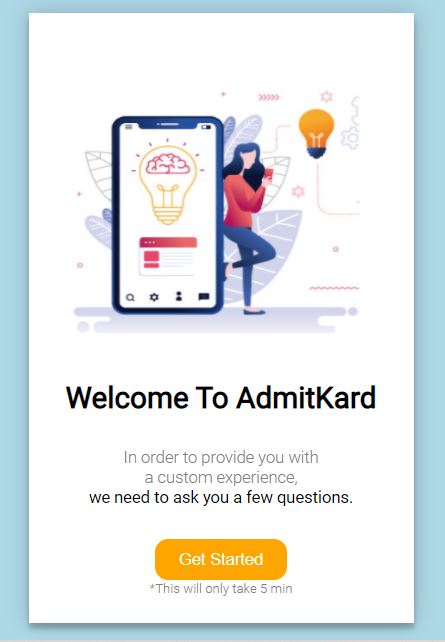 Welcome To AdmitKard
In order to provide you with
a custom experience,
we need to ask you a few questions.
Get Started
*This will only take 5 min